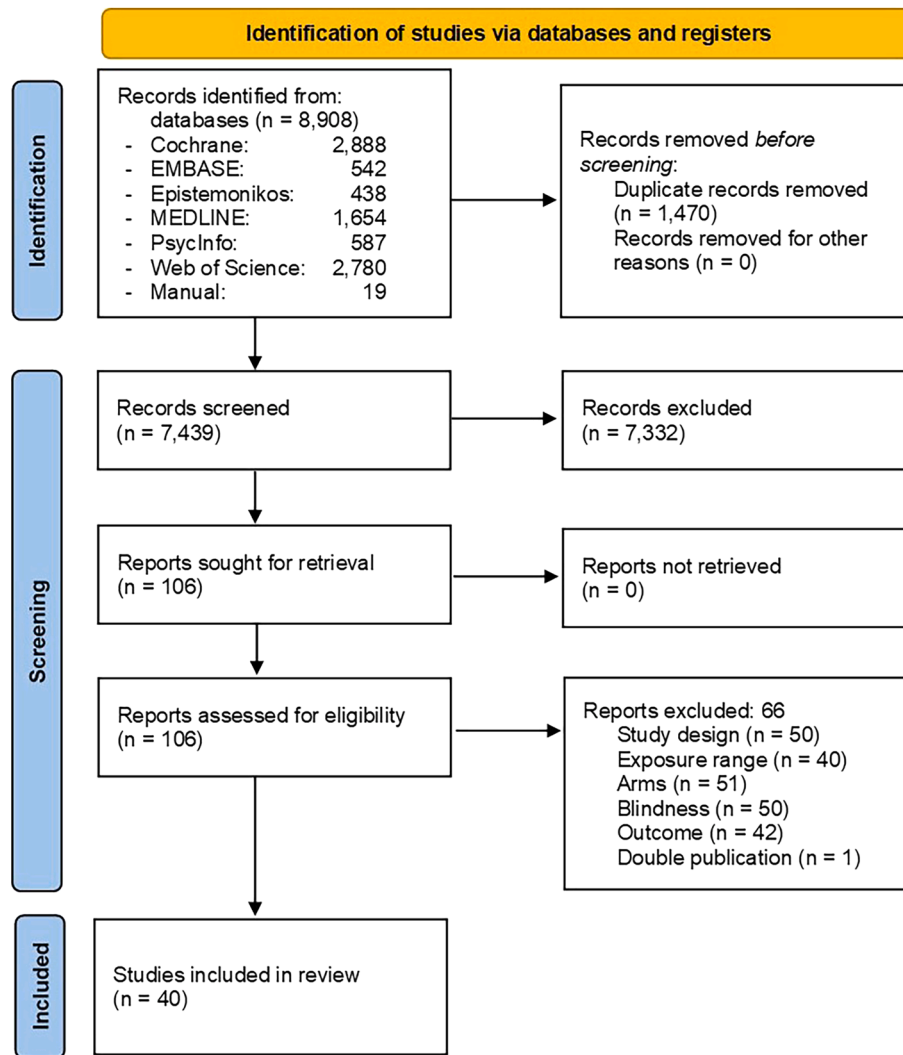 Identification of studies via databases and registers
Identification
Records identified from:
databases (n = 8,908)
- Cochrane: 2,888
- EMBASE: 542
- Epistemonikos: 438
- MEDLINE: 1,654
- PsycInfo: 587
- Web of Science: 2,780
- Manual: 19
Records removed before
screening:
Duplicate records removed
(n = 1,470)
Records removed for other
reasons (n = 0)
Screening
Records screened
(n = 7,439)
Records excluded
(n = 7,332)
Reports sought for retrieval
(n = 106)
Reports not retrieved
(n = 0)
Reports assessed for eligibility
(n = 106)
Reports excluded: 66
Study design (n = 50)
Exposure range (n = 40)
Arms (n = 51)
Blindness (n = 50)
Outcome (n = 42)
Double publication (n = 1)
Included
Studies included in review
(n = 40)